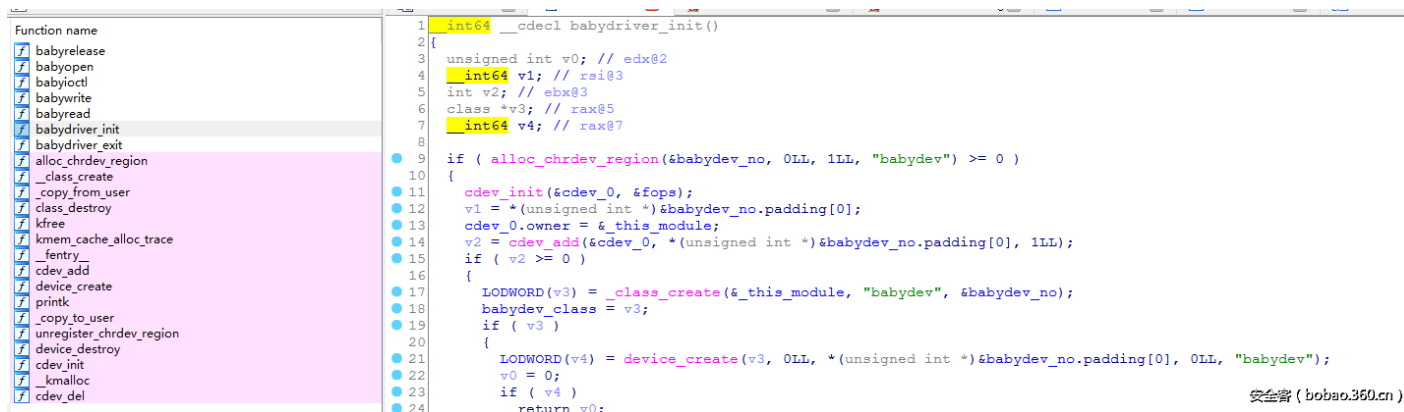 Function name
babyrelease
babyopen
babyioctl
babywrite
babyread
babydriver_init
babydriver_exit
alloc_chrdev_region
__class_create
_copy_from_user
class_destroy
kfree
kmem_cache_alloc_trace
__fentry__
cdev_add
device_create
printk
_copy_to_user
unregister_chrdev_region
device_destroy
cdev_init
__kmalloc
cdev_del
1 __int64 __cdecl babydriver_init()
2 {
3 unsigned int v0; // edx@2
4 __int64 v1; // rsi@3
5 int v2; // ebx@3
6 class *v3; // rax@5
7 __int64 v4; // rax@7
8
9 if ( alloc_chrdev_region(&babydev_no, 0LL, 1LL, "babydev") >= 0 )
10 {
11 cdev_init(&cdev_0, &fops);
12 v1 = *(unsigned int *)&babydev_no.padding[0];
13 cdev_0.owner = &_this_module;
14 v2 = cdev_add(&cdev_0, *(unsigned int *)&babydev_no.padding[0], 1LL);
15 if ( v2 >= 0 )
16 {
17 LODWORD(v3) = _class_create(&_this_module, "babydev", &babydev_no);
18 babydev_class = v3;
19 if ( v3 )
20 {
21 LODWORD(v4) = device_create(v3, 0LL, *(unsigned int *)&babydev_no.padding[0], 0LL, "babydev");
22 v0 = 0;
23 if ( v4 )
24 return v0;
安全客 ( bobao.360.cn )